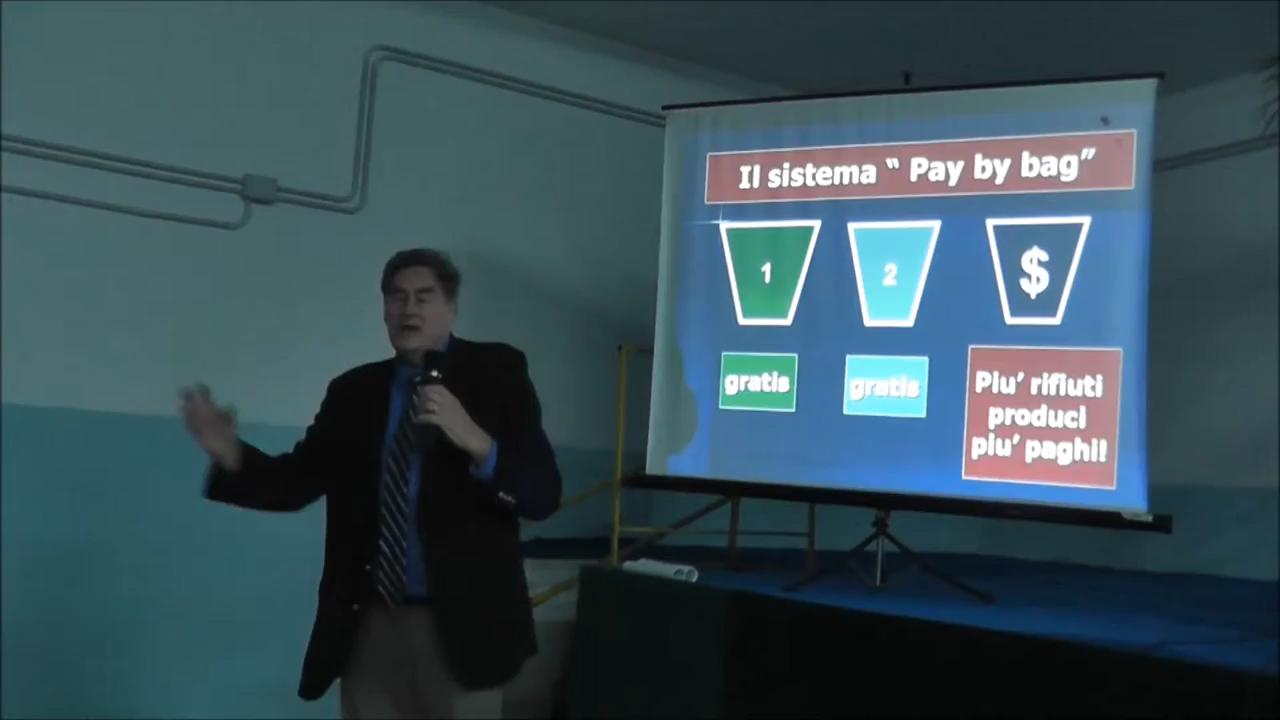 Il sistema “ Pay by bag”
1
2
$
gratis
gratis
Piu’ rifiuti
produci
piu’ paghi!